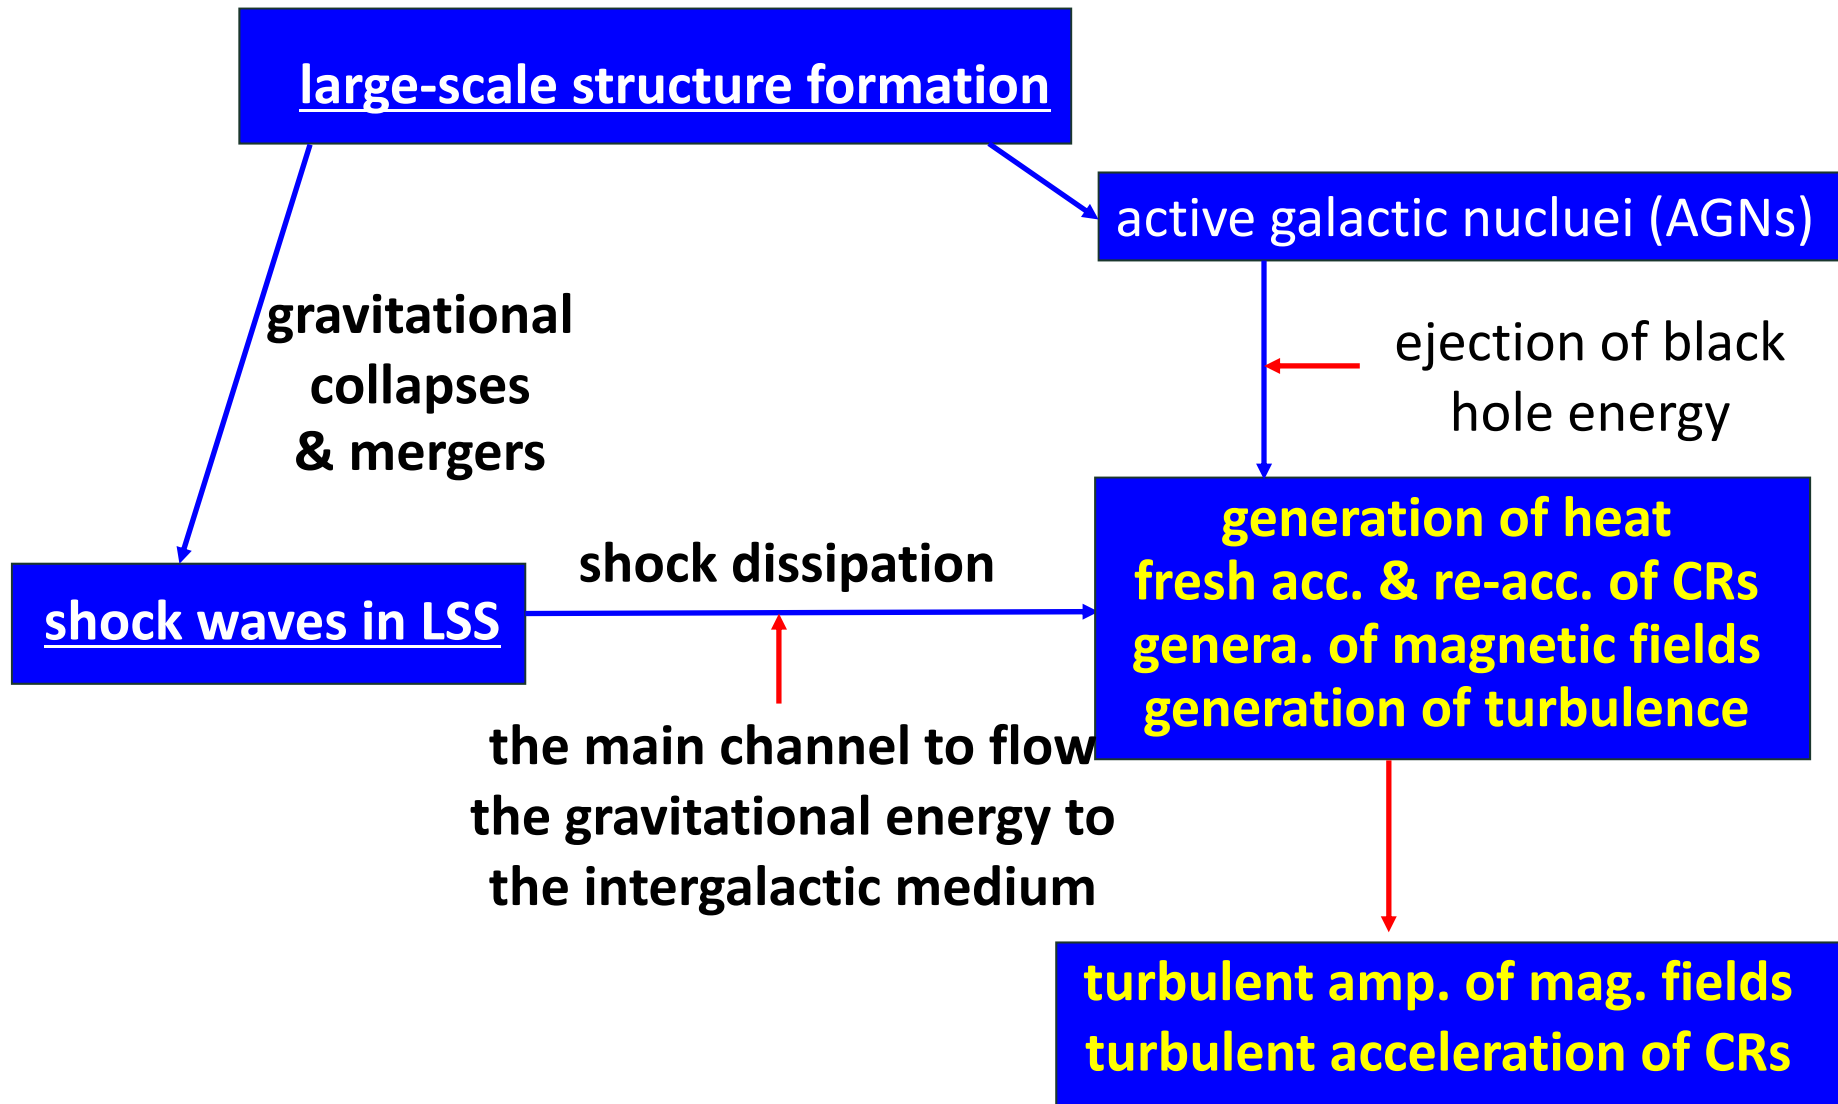 large-scale structure formation
active galactic nucluei (AGNs)
gravitational
collapses
& mergers
ejection of black
hole energy
generation of heat
fresh acc. & re-acc. of CRs
genera. of magnetic fields
generation of turbulence
shock dissipation
shock waves in LSS
the main channel to flow
the gravitational energy to
the intergalactic medium
turbulent amp. of mag. fields
turbulent acceleration of CRs